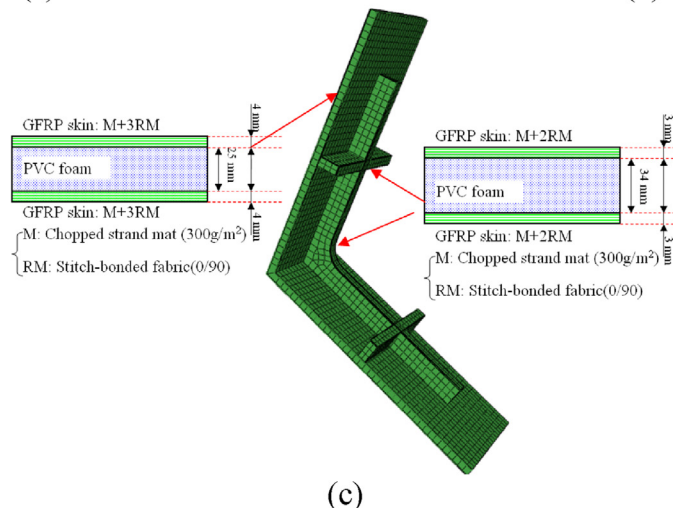 4 mm
GFRP skin: M+3RM
PVC foam
25 mm
GFRP skin: M+3RM
4 mm
M: Chopped strand mat (300g/m²)
RM: Stitch-bonded fabric(0/90)
3 mm
GFRP skin: M+2RM
PVC foam
34 mm
GFRP skin: M+2RM
3 mm
M: Chopped strand mat (300g/m²)
RM: Stitch-bonded fabric(0/90)
(c)